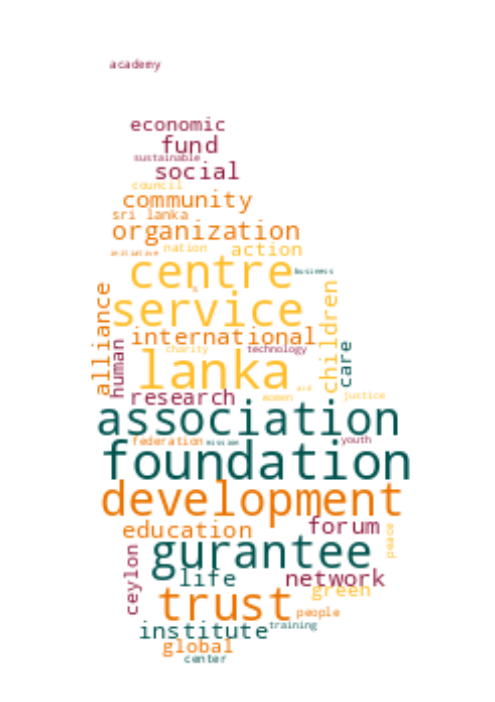 academy
economic
fund
sustainable
social
council
community
sri lanka
organization
nation action
initiative
centre business
service
alliance
children
international
human
charity technology
care
lanka
aid
research women justice
association
federation mission youth
foundation
development
education forum
peace
gurantee
life network
ceylon
green
trust people
institute training
global
center